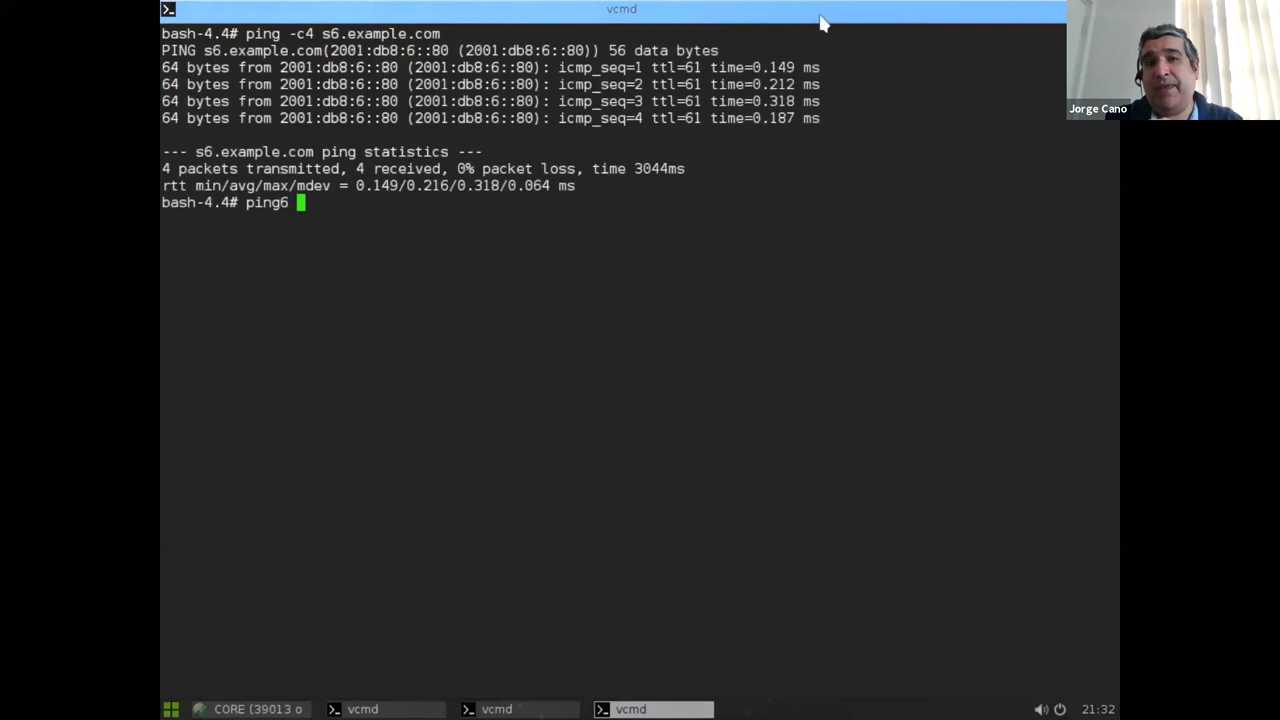 vcmd
bash-4.4# ping -c4 s6.example.com
PING s6.example.com(2001:db8:6::80 (2001:db8:6::80)) 56 data bytes
64 bytes from 2001:db8:6::80 (2001:db8:6::80): icmp_seq=1 ttl=61 time=0.149 ms
64 bytes from 2001:db8:6::80 (2001:db8:6::80): icmp_seq=2 ttl=61 time=0.212 ms
64 bytes from 2001:db8:6::80 (2001:db8:6::80): icmp_seq=3 ttl=61 time=0.318 ms
64 bytes from 2001:db8:6::80 (2001:db8:6::80): icmp_seq=4 ttl=61 time=0.187 ms
--- s6.example.com ping statistics ---
4 packets transmitted, 4 received, 0% packet loss, time 3044ms
rtt min/avg/max/mdev = 0.149/0.216/0.318/0.064 ms
bash-4.4# ping6
Jorge Cano
CORE (39013 o
vcmd
vcmd
vcmd
21:32